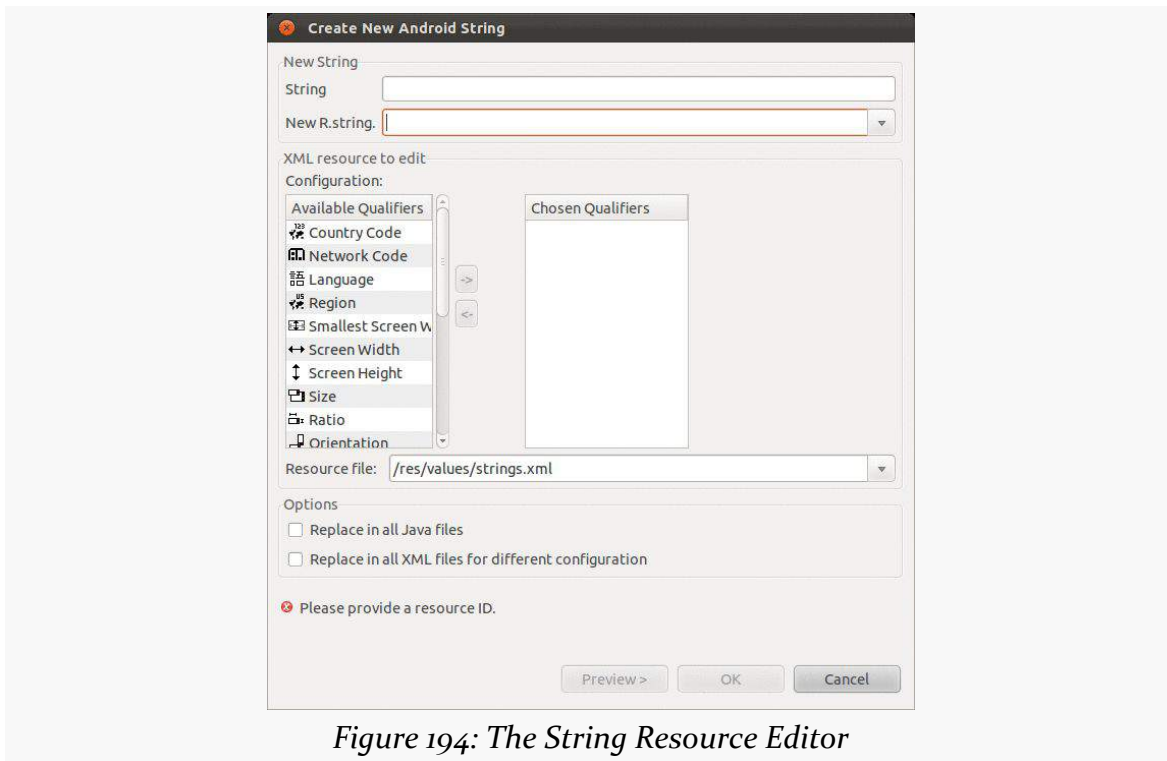 Create New Android String
New String
String
New R.string.
XML resource to edit
Configuration:
Available Qualifiers
Chosen Qualifiers
Country Code
Network Code
Language
Region
Smallest Screen W
Screen Width
Screen Height
Size
Ratio
Orientation
->
<-
Resource file: /res/values/strings.xml
Options
Replace in all Java files
Replace in all XML files for different configuration
Please provide a resource ID.
Preview > OK Cancel
Figure 194: The String Resource Editor